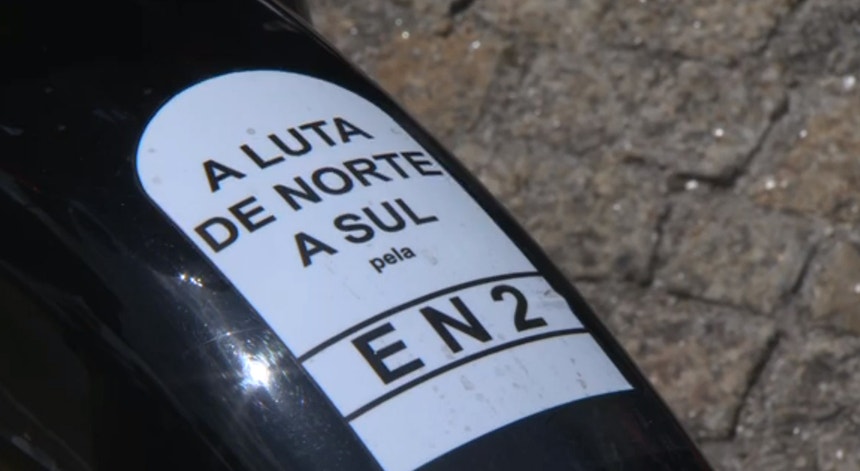 A LUTA
DE NORTE
A SUL
pela
EN2